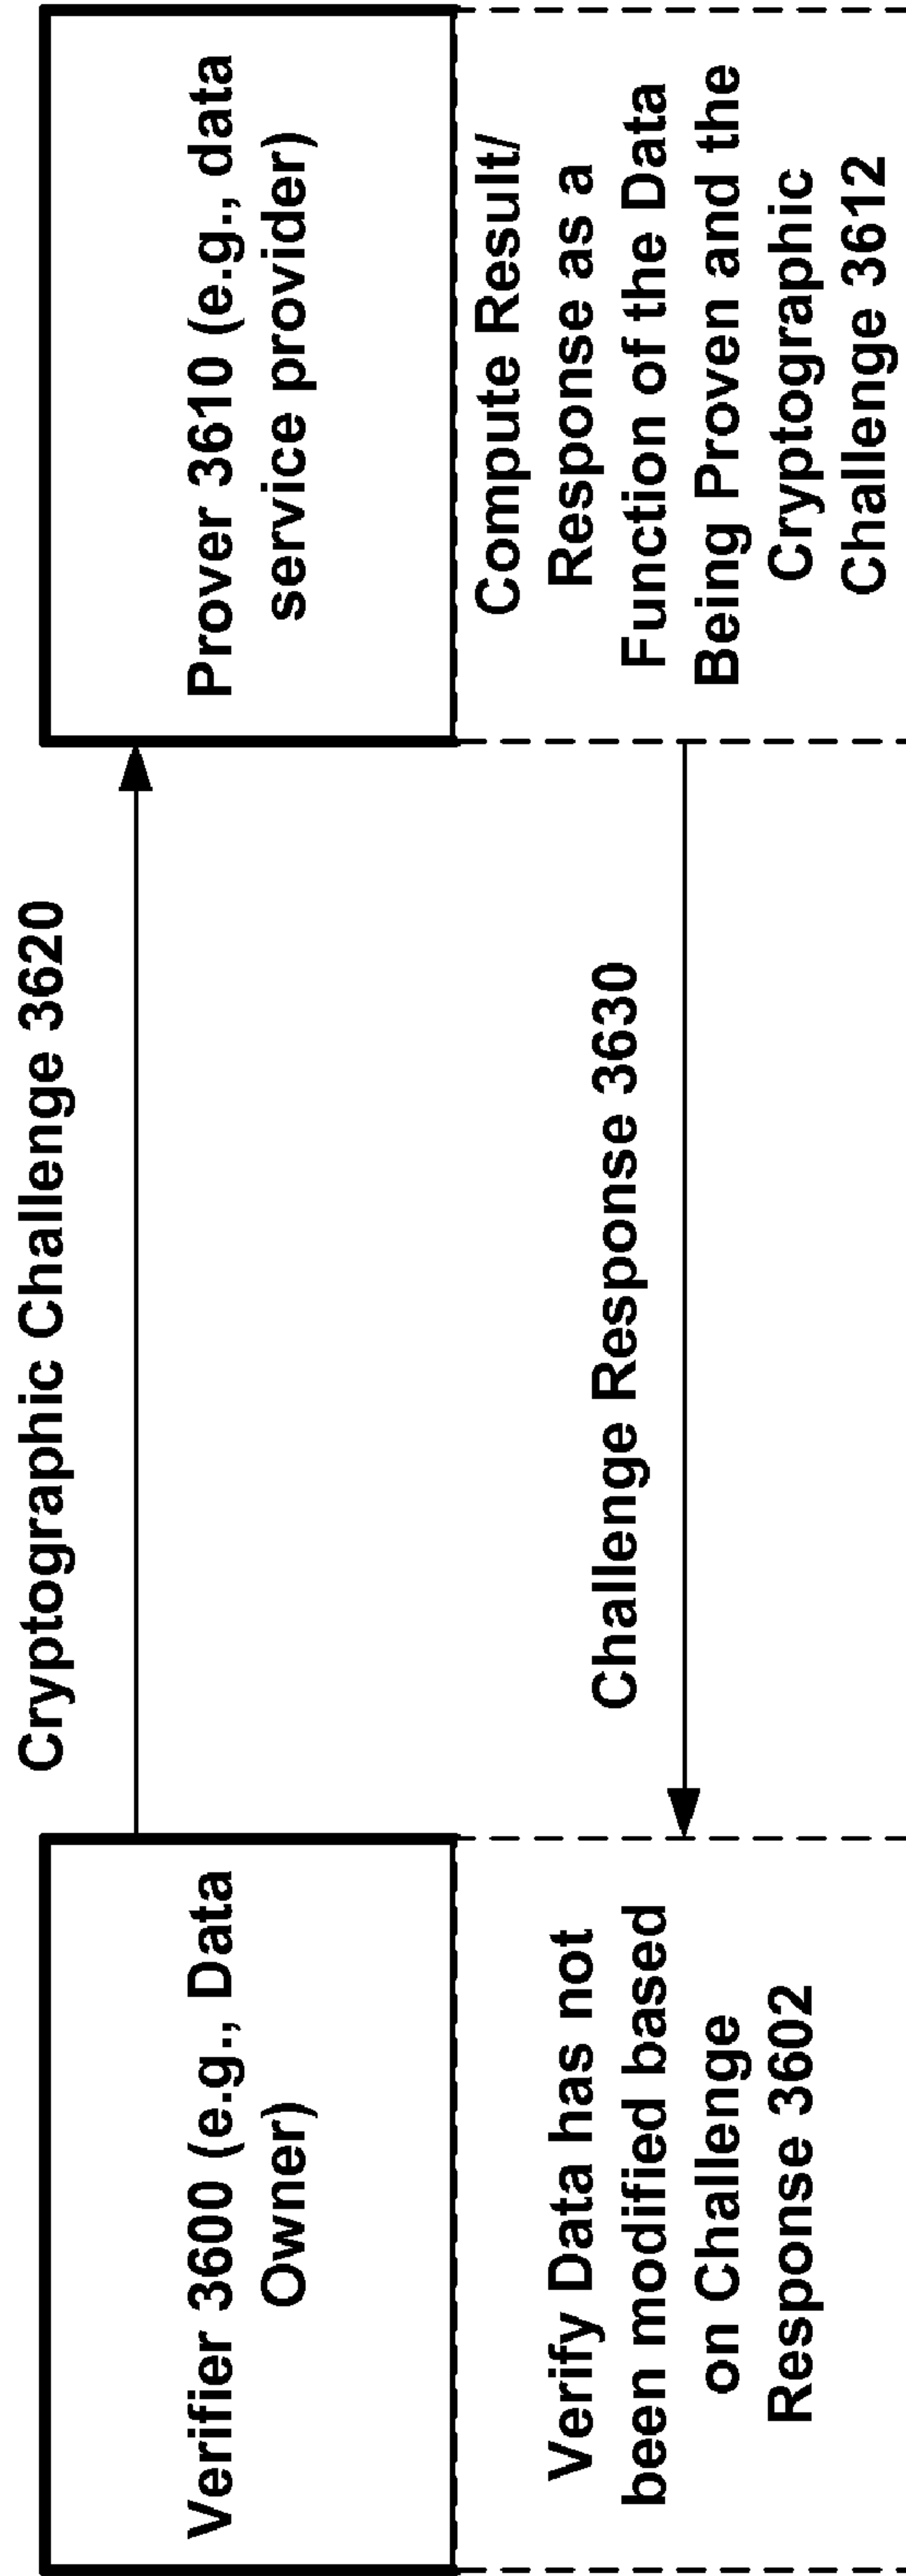 Cryptographic Challenge 3620
Verifier 3600 (e.g., Data
Owner)
Prover 3610 (e.g., data
service provider)
Challenge Response 3630
Verify Data has not
been modified based
on Challenge
Response 3602
Compute Result/
Response as a
Function of the Data
Being Proven and the
Cryptographic
Challenge 3612